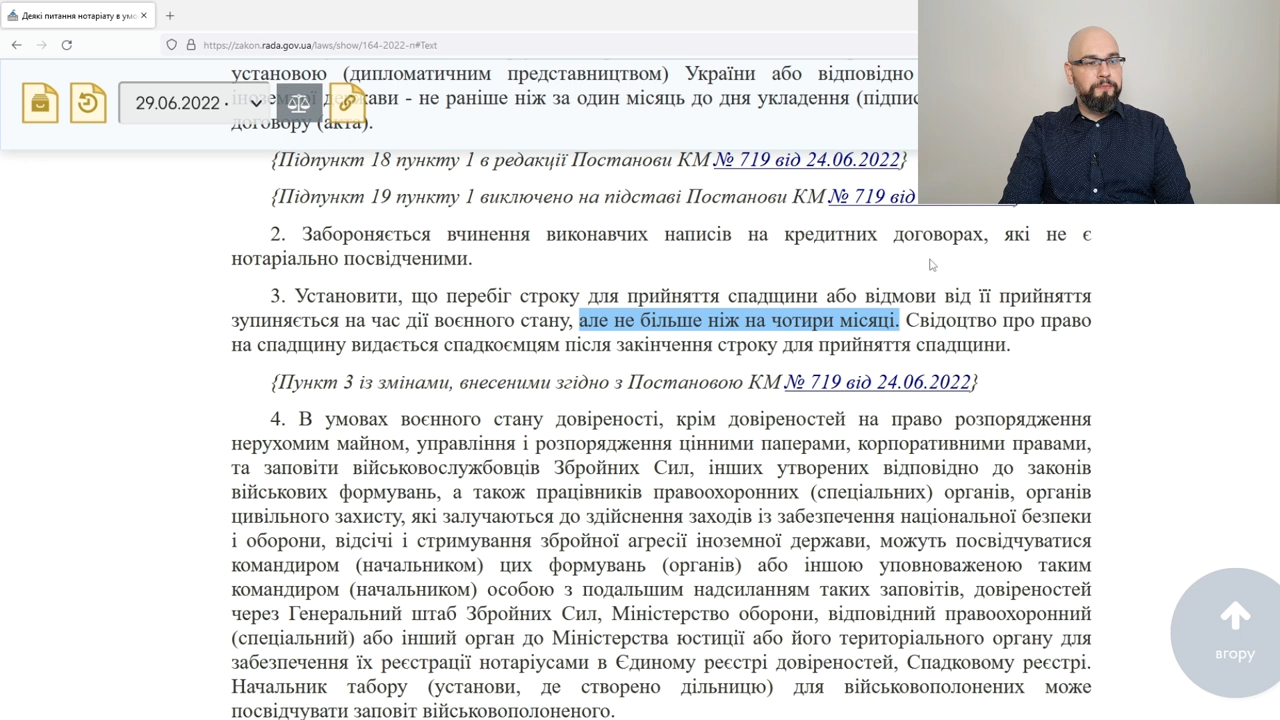 Деякі питання нотаріату в умо
https://zakon.rada.gov.ua/laws/show/164-2022-п#Text
установою (дипломатичним представництвом) України або відповідно
29.06.2022
іноземної держави - не раніше ніж за один місяць до дня укладення (підпис
договору (акта).
{Підпункт 18 пункту 1 в редакції Постанови КМ № 719 від 24.06.2022}
{Підпункт 19 пункту 1 виключено на підставі Постанови КМ № 719 від
2. Забороняється вчинення виконавчих написів на кредитних договорах, які не є
нотаріально посвідченими.
3. Установити, що перебіг строку для прийняття спадщини або відмови від її прийняття
зупиняється на час дії воєнного стану, але не більше ніж на чотири місяці. Свідоцтво про право
на спадщину видається спадкоємцям після закінчення строку для прийняття спадщини.
{Пункт 3 із змінами, внесеними згідно з Постановою КМ № 719 від 24.06.2022}
4. В умовах воєнного стану довіреності, крім довіреностей на право розпорядження
нерухомим майном, управління і розпорядження цінними паперами, корпоративними правами,
та заповіти військовослужбовців Збройних Сил, інших утворених відповідно до законів
військових формувань, а також працівників правоохоронних (спеціальних) органів, органів
цивільного захисту, які залучаються до здійснення заходів із забезпечення національної безпеки
і оборони, відсічі і стримування збройної агресії іноземної держави, можуть посвідчуватися
командиром (начальником) цих формувань (органів) або іншою уповноваженою таким
командиром (начальником) особою з подальшим надсиланням таких заповітів, довіреностей
через Генеральний штаб Збройних Сил, Міністерство оборони, відповідний правоохоронний
(спеціальний) або інший орган до Міністерства юстиції або його територіального органу для
забезпечення їх реєстрації нотаріусами в Єдиному реєстрі довіреностей, Спадковому реєстрі.
Начальник табору (установи, де створено дільницю) для військовополонених може
посвідчувати заповіт військовополоненого.
вгору